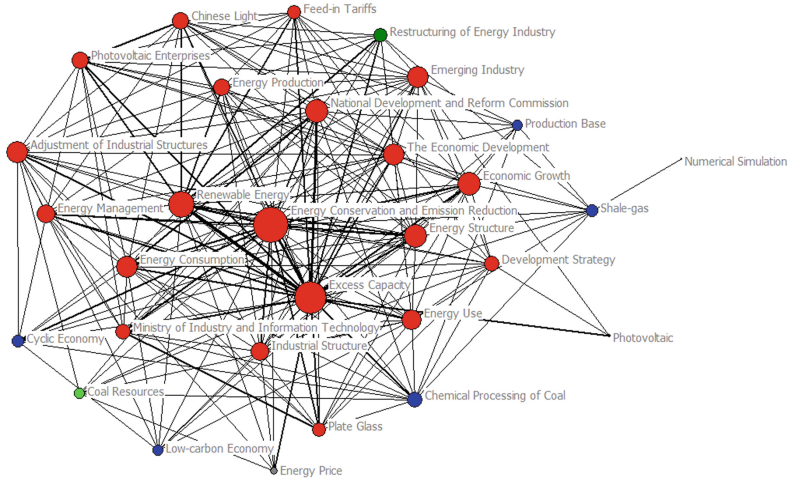 Chinese Light
Feed-in Tariffs
Restructuring of Energy Industry
Photovoltaic Enterprises
Emerging Industry
Energy Production
National Development and Reform Commission
Production Base
Adjustment of Industrial Structures
The Economic Development
Numerical Simulation
Economic Growth
Renewable Energy
Energy Management
Energy Conservation and Emission Reduction
Shale-gas
Energy Structure
Energy Consumption
Development Strategy
Excess Capacity
Energy Use
Ministry of Industry and Information Technology
Cyclic Economy
Photovoltaic
Industrial Structure
Coal Resources
Chemical Processing of Coal
Plate Glass
Low-carbon Economy
Energy Price